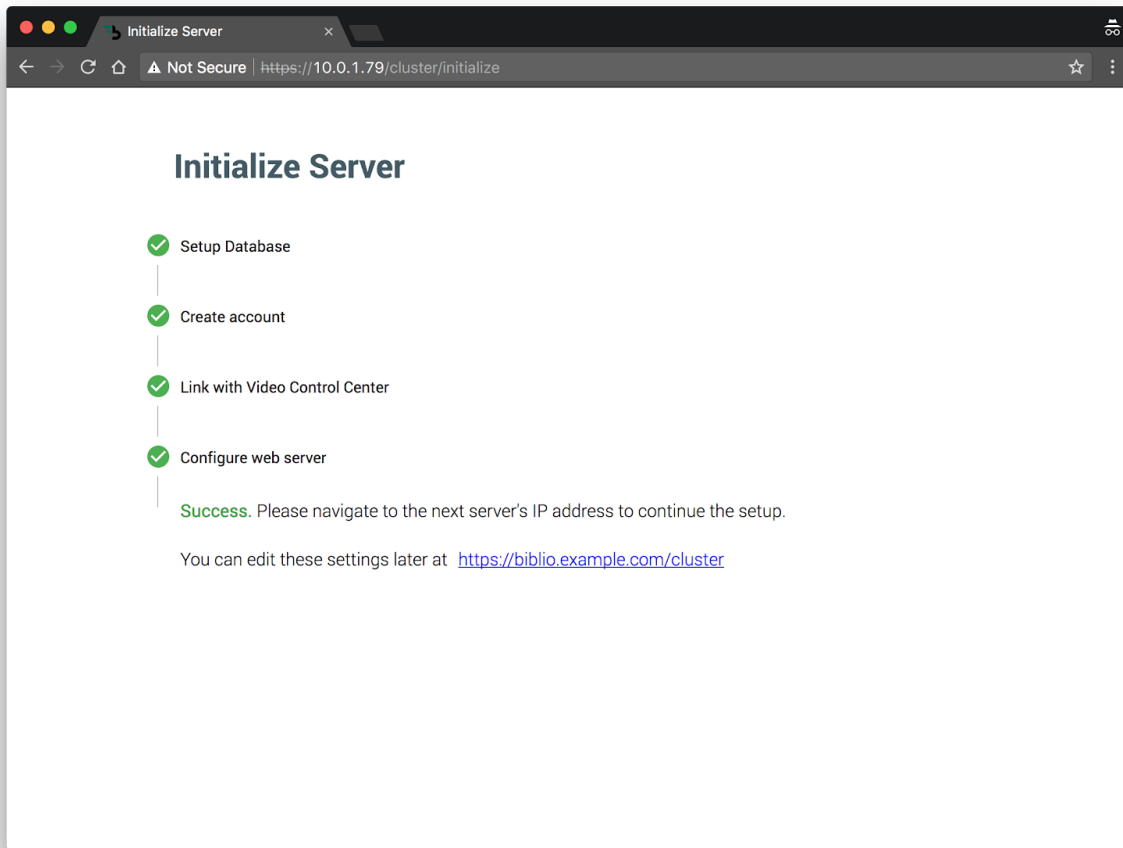 Initialize Server
Not Secure https://10.0.1.79/cluster/initialize
Initialize Server
Setup Database
Create account
Link with Video Control Center
Configure web server
Success. Please navigate to the next server's IP address to continue the setup.
You can edit these settings later at https://biblio.example.com/cluster